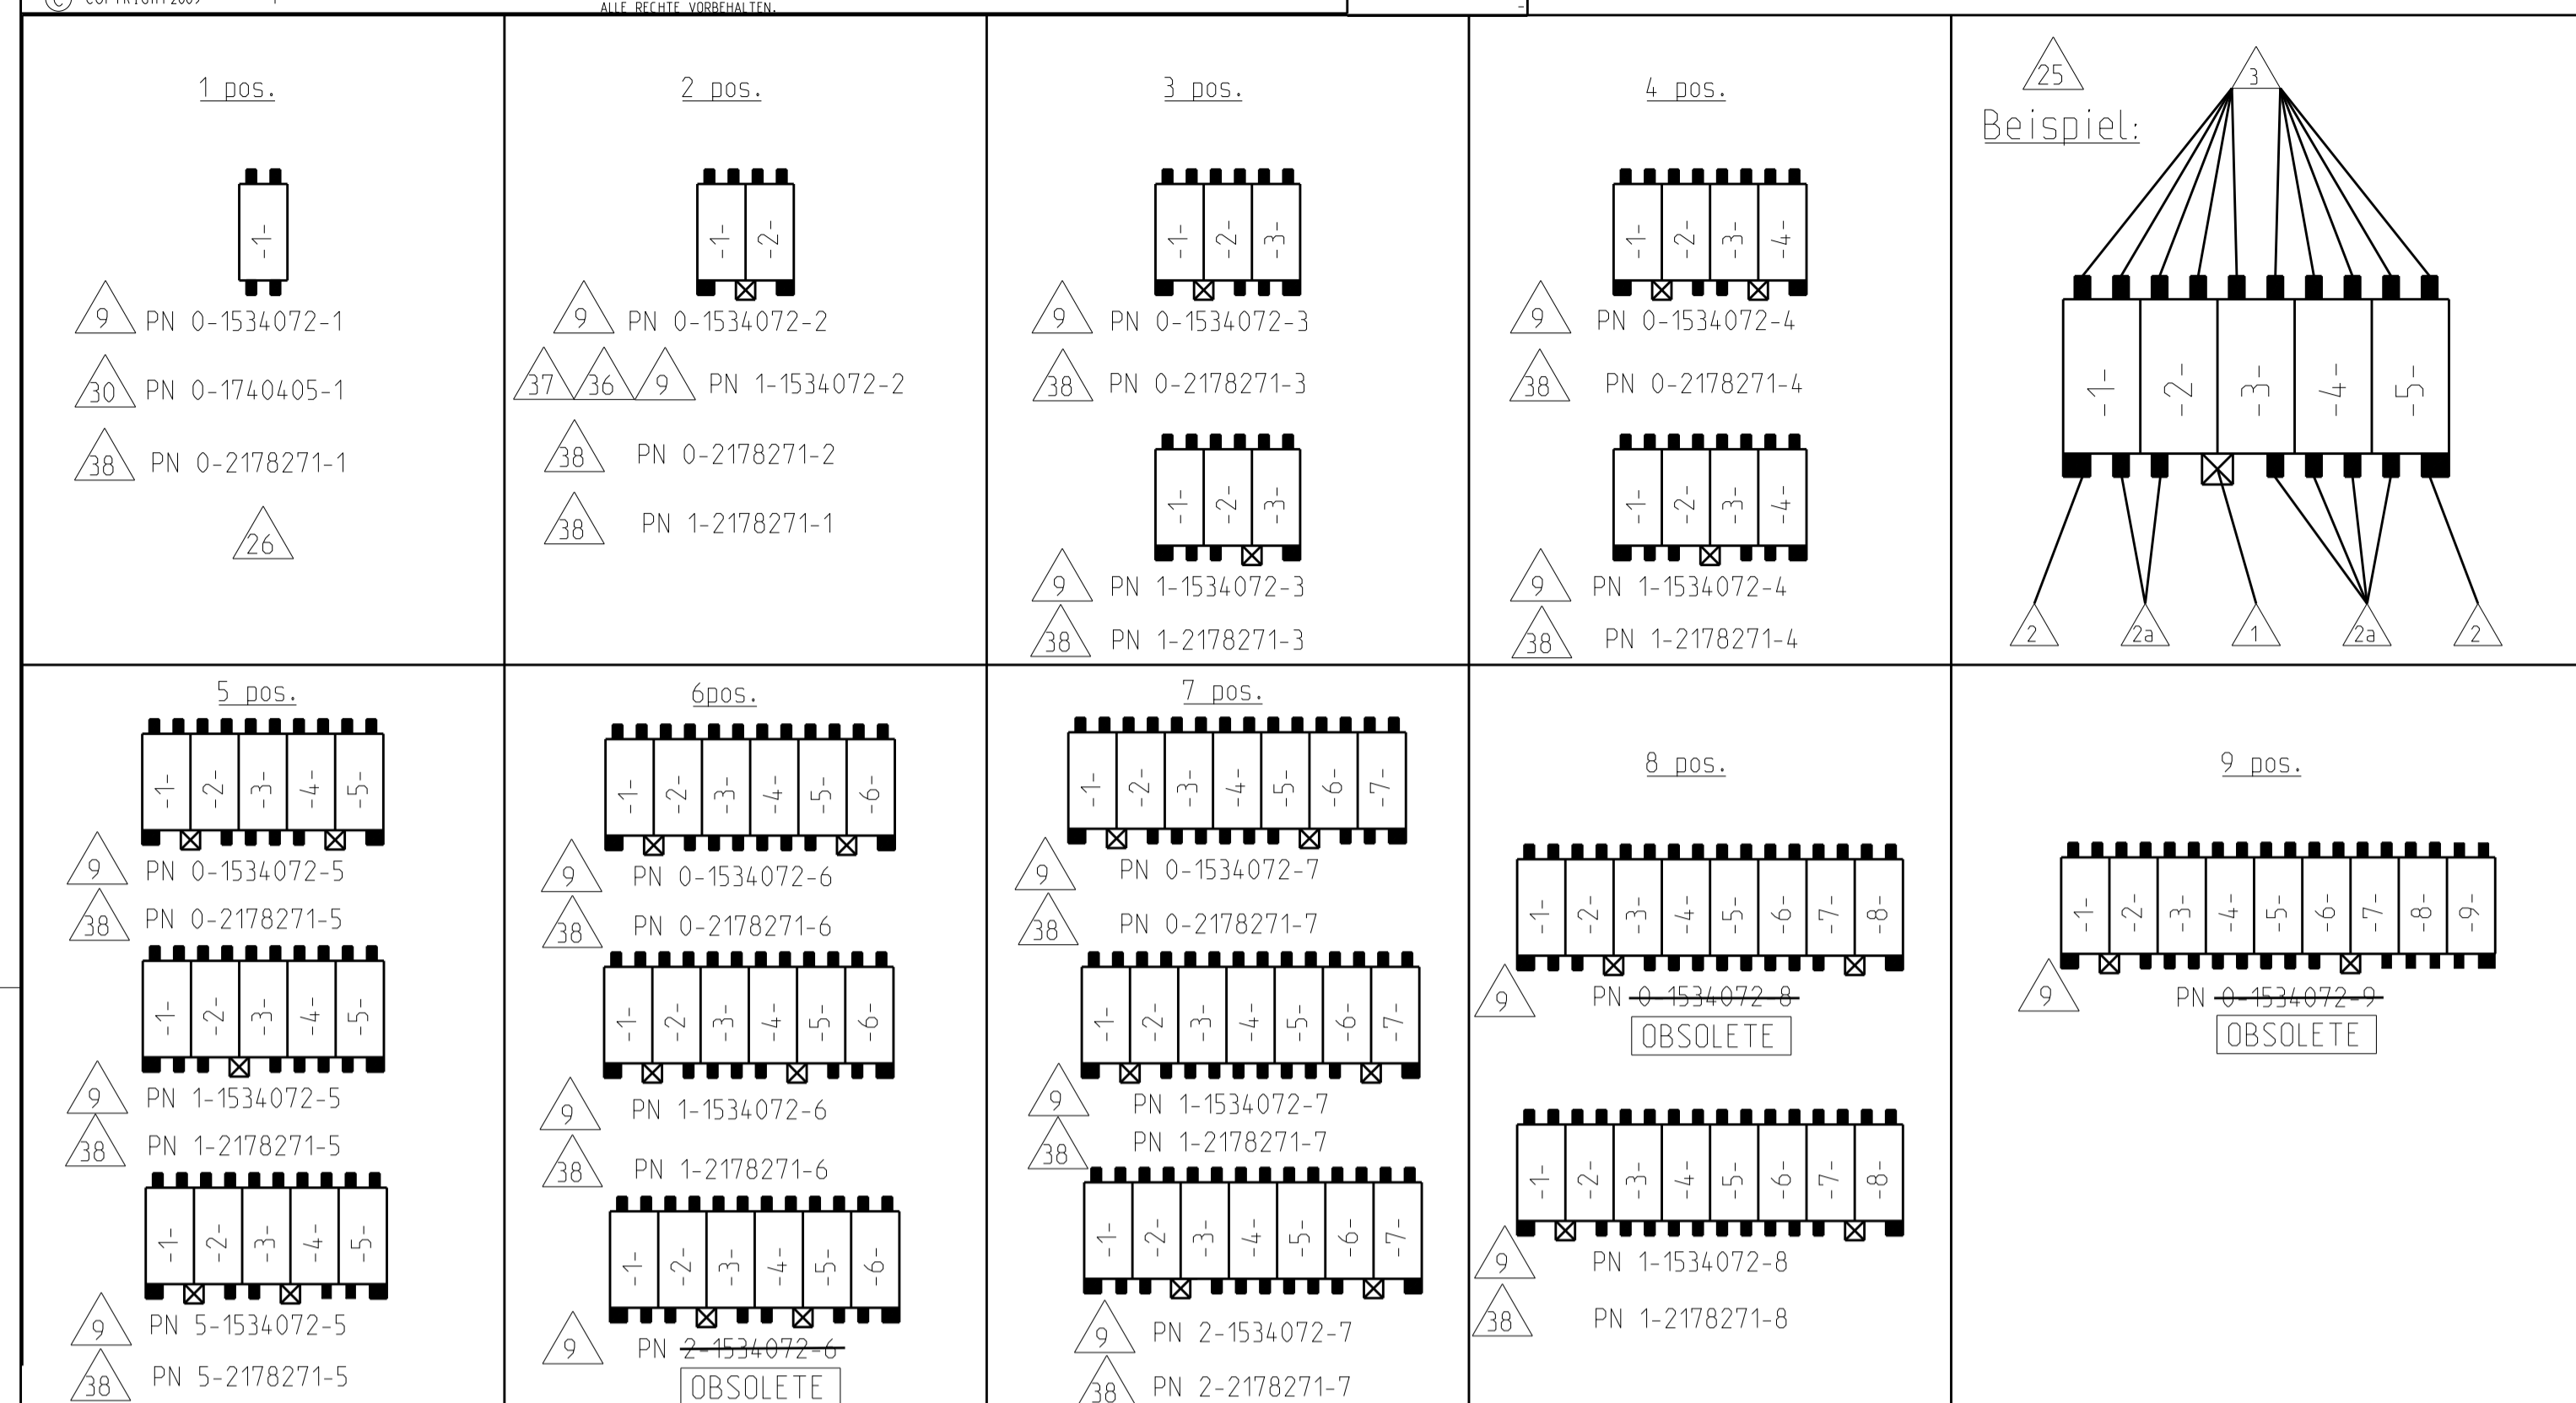 ALLE RECHTE VORBEHALTEN.
1 pos.
-1-
9 PN 0-1534072-1
30 PN 0-1740405-1
38 PN 0-2178271-1
26
2 pos.
-1- -2-
9 PN 0-1534072-2
37 36 9 PN 1-1534072-2
38 PN 0-2178271-2
38 PN 1-2178271-1
3 pos.
-1- -2- -3-
9 PN 0-1534072-3
38 PN 0-2178271-3
-1- -2- -3-
9 PN 1-1534072-3
38 PN 1-2178271-3
4 pos.
-1- -2- -3- -4-
9 PN 0-1534072-4
38 PN 0-2178271-4
-1- -2- -3- -4-
9 PN 1-1534072-4
38 PN 1-2178271-4
25
3
Beispiel:
-1- -2- -3- -4- -5-
2 2a 1 2a 2
5 pos.
-1- -2- -3- -4- -5-
9 PN 0-1534072-5
38 PN 0-2178271-5
-1- -2- -3- -4- -5-
9 PN 1-1534072-5
38 PN 1-2178271-5
-1- -2- -3- -4- -5-
9 PN 5-1534072-5
38 PN 5-2178271-5
6pos.
-1- -2- -3- -4- -5- -6-
9 PN 0-1534072-6
38 PN 0-2178271-6
-1- -2- -3- -4- -5- -6-
9 PN 1-1534072-6
38 PN 1-2178271-6
-1- -2- -3- -4- -5- -6-
9 PN 2-1534072-6
OBSOLETE
7 pos.
-1- -2- -3- -4- -5- -6- -7-
9 PN 0-1534072-7
38 PN 0-2178271-7
-1- -2- -3- -4- -5- -6- -7-
9 PN 1-1534072-7
38 PN 1-2178271-7
-1- -2- -3- -4- -5- -6- -7-
9 PN 2-1534072-7
38 PN 2-2178271-7
8 pos.
-1- -2- -3- -4- -5- -6- -7- -8-
9 PN 0-1534072-8
OBSOLETE
-1- -2- -3- -4- -5- -6- -7- -8-
9 PN 1-1534072-8
38 PN 1-2178271-8
9 pos.
-1- -2- -3- -4- -5- -6- -7- -8- -9-
9 PN 0-1534072-9
OBSOLETE